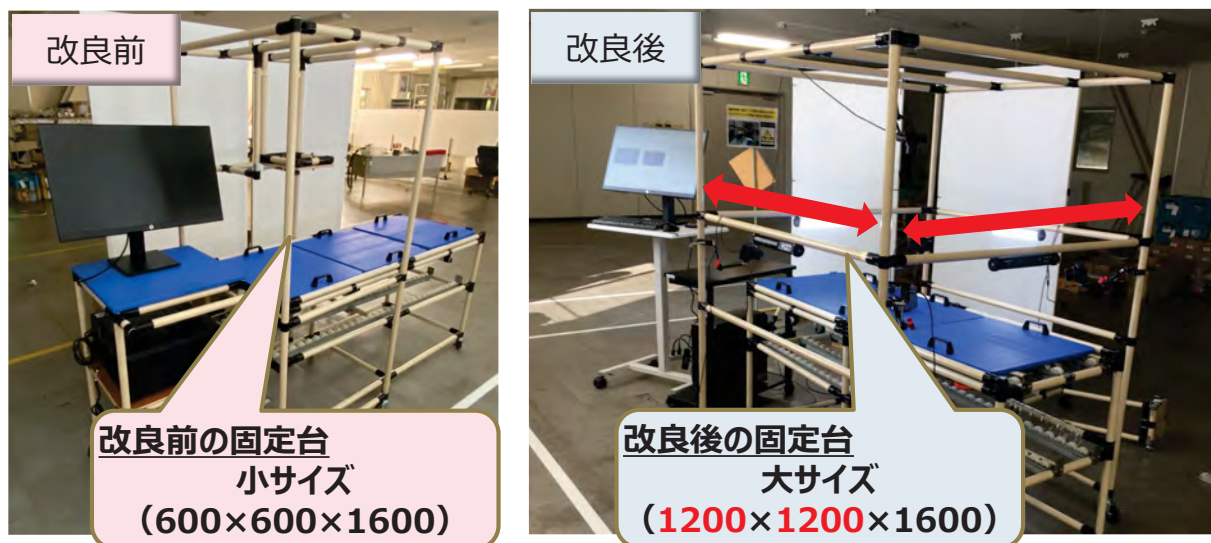 改良前
改良前の固定台
小サイズ
（600×600×1600）
改良後
改良後の固定台
大サイズ
（1200×1200×1600）